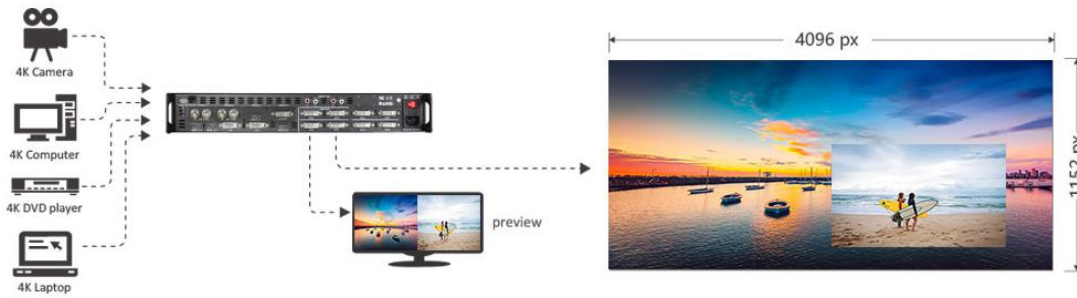 4K Camera
4K Computer
4K DVD player
4K Laptop
preview
4096 px
1152 px